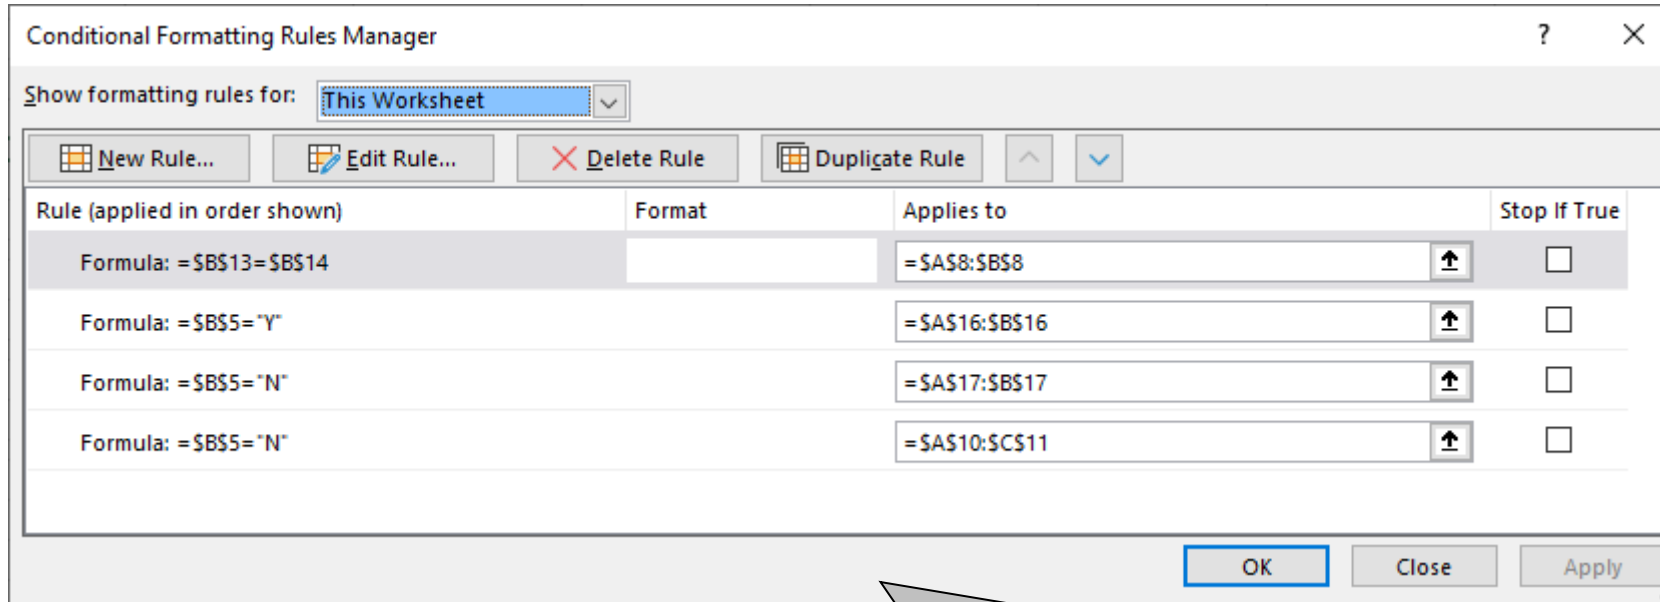 Conditional Formatting Rules Manager ?
Show formatting rules for: This Worksheet
New Rule... Edit Rule... Delete Rule Duplicate Rule
Rule (applied in order shown) Format Applies to Stop If True
Formula: =$B$13=$B$14 =$A$8:$B$8
Formula: =$B$5="Y" =$A$16:$B$16
Formula: =$B$5="N" =$A$17:$B$17
Formula: =$B$5="N" =$A$10:$C$11
OK Close Apply